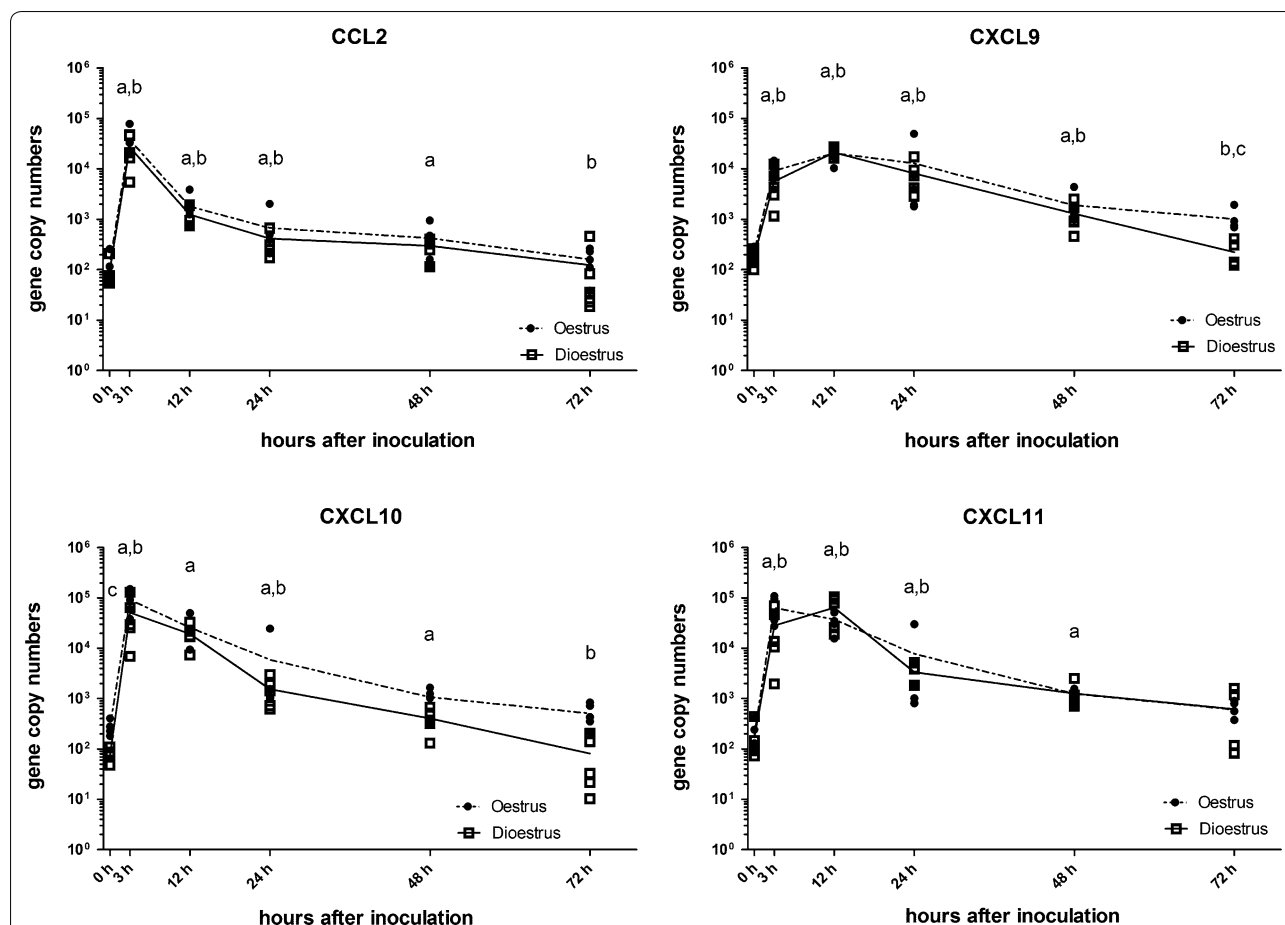 CCL2
a,b
a,b
a,b
a
b
10⁶
10⁵
10⁴
10³
10²
10¹
10⁰
gene copy numbers
Oestrus
Dioestrus
0 h
3 h
12 h
24 h
48 h
72 h
hours after inoculation
CXCL9
a,b
a,b
a,b
a,b
b,c
10⁶
10⁵
10⁴
10³
10²
10¹
10⁰
gene copy numbers
Oestrus
Dioestrus
0 h
3 h
12 h
24 h
48 h
72 h
hours after inoculation
CXCL10
c
a,b
a
a,b
a
b
10⁶
10⁵
10⁴
10³
10²
10¹
10⁰
gene copy numbers
Oestrus
Dioestrus
0 h
3 h
12 h
24 h
48 h
72 h
hours after inoculation
CXCL11
a,b
a,b
a,b
a
10⁶
10⁵
10⁴
10³
10²
10¹
10⁰
gene copy numbers
Oestrus
Dioestrus
0 h
3 h
12 h
24 h
48 h
72 h
hours after inoculation